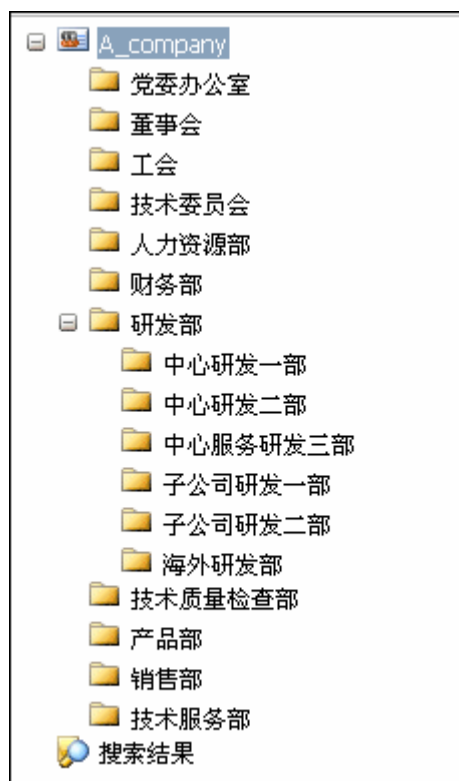 A_company
党委办公室
董事会
工会
技术委员会
人力资源部
财务部
研发部
中心研发一部
中心研发二部
中心服务研发三部
子公司研发一部
子公司研发二部
海外研发部
技术质量检查部
产品部
销售部
技术服务部
搜索结果